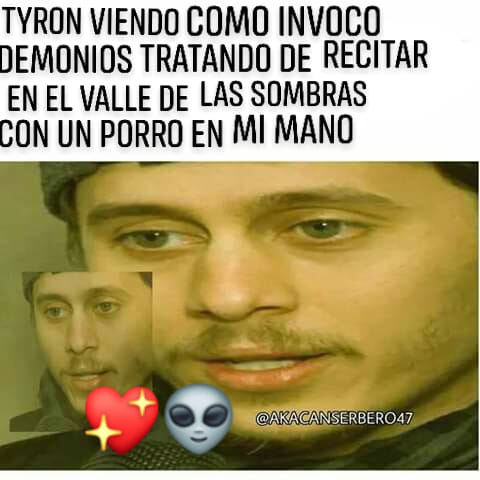 TYRON VIENDO COMO INVOCO
DEMONIOS TRATANDO DE RECITAR
EN EL VALLE DE LAS SOMBRAS
CON UN PORRO EN MI MANO
@AKACANSERBERO47